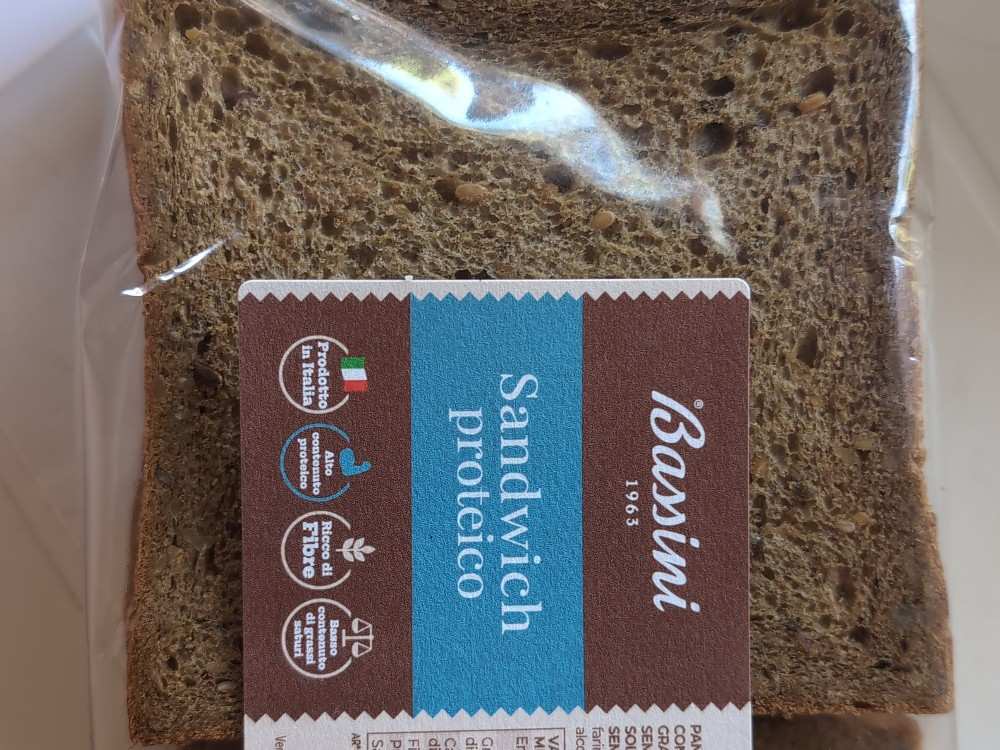 Bassini®
1963
Sandwich
proteico
Prodotto
in Italia
Alto
contenuto
proteico
Ricco di
Fibre
Basso
contenuto
di grassi
saturi